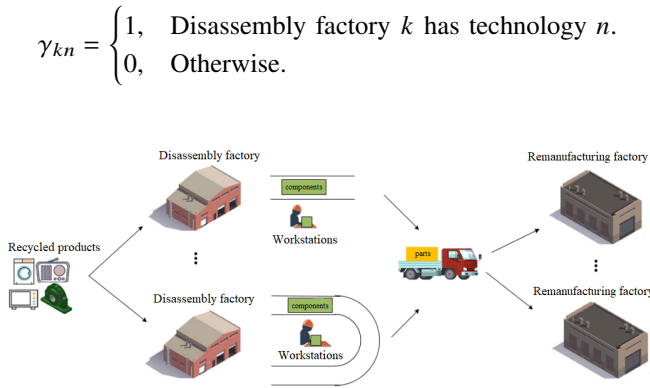 γₖₙ = { 1, Disassembly factory k has technology n.
0, Otherwise.
Disassembly factory
Remanufacturing factory
components
Workstations
Recycled products
parts
Disassembly factory
components
Remanufacturing factory
Workstations